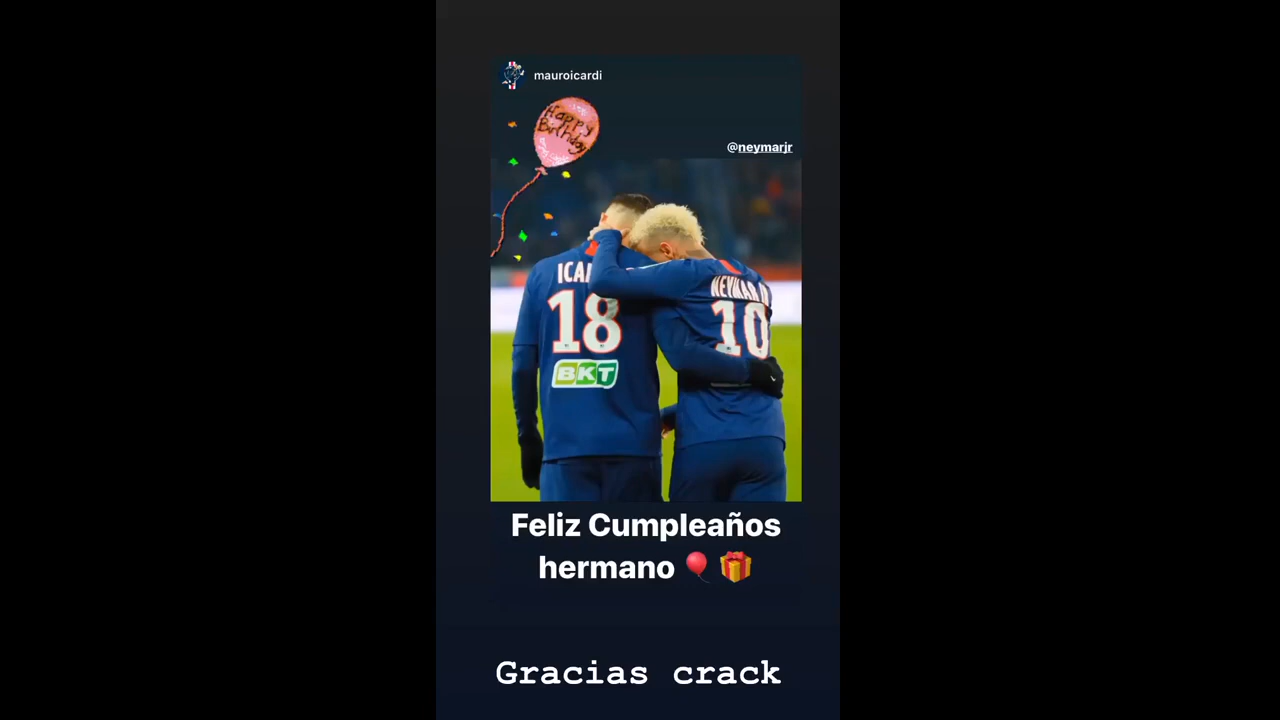 mauroicardi
Happy
Birthday
@neymarjr
ICA
NEYMAR JR
18
10
BKT
Feliz Cumpleaños
hermano 🎈 🎁
Gracias crack